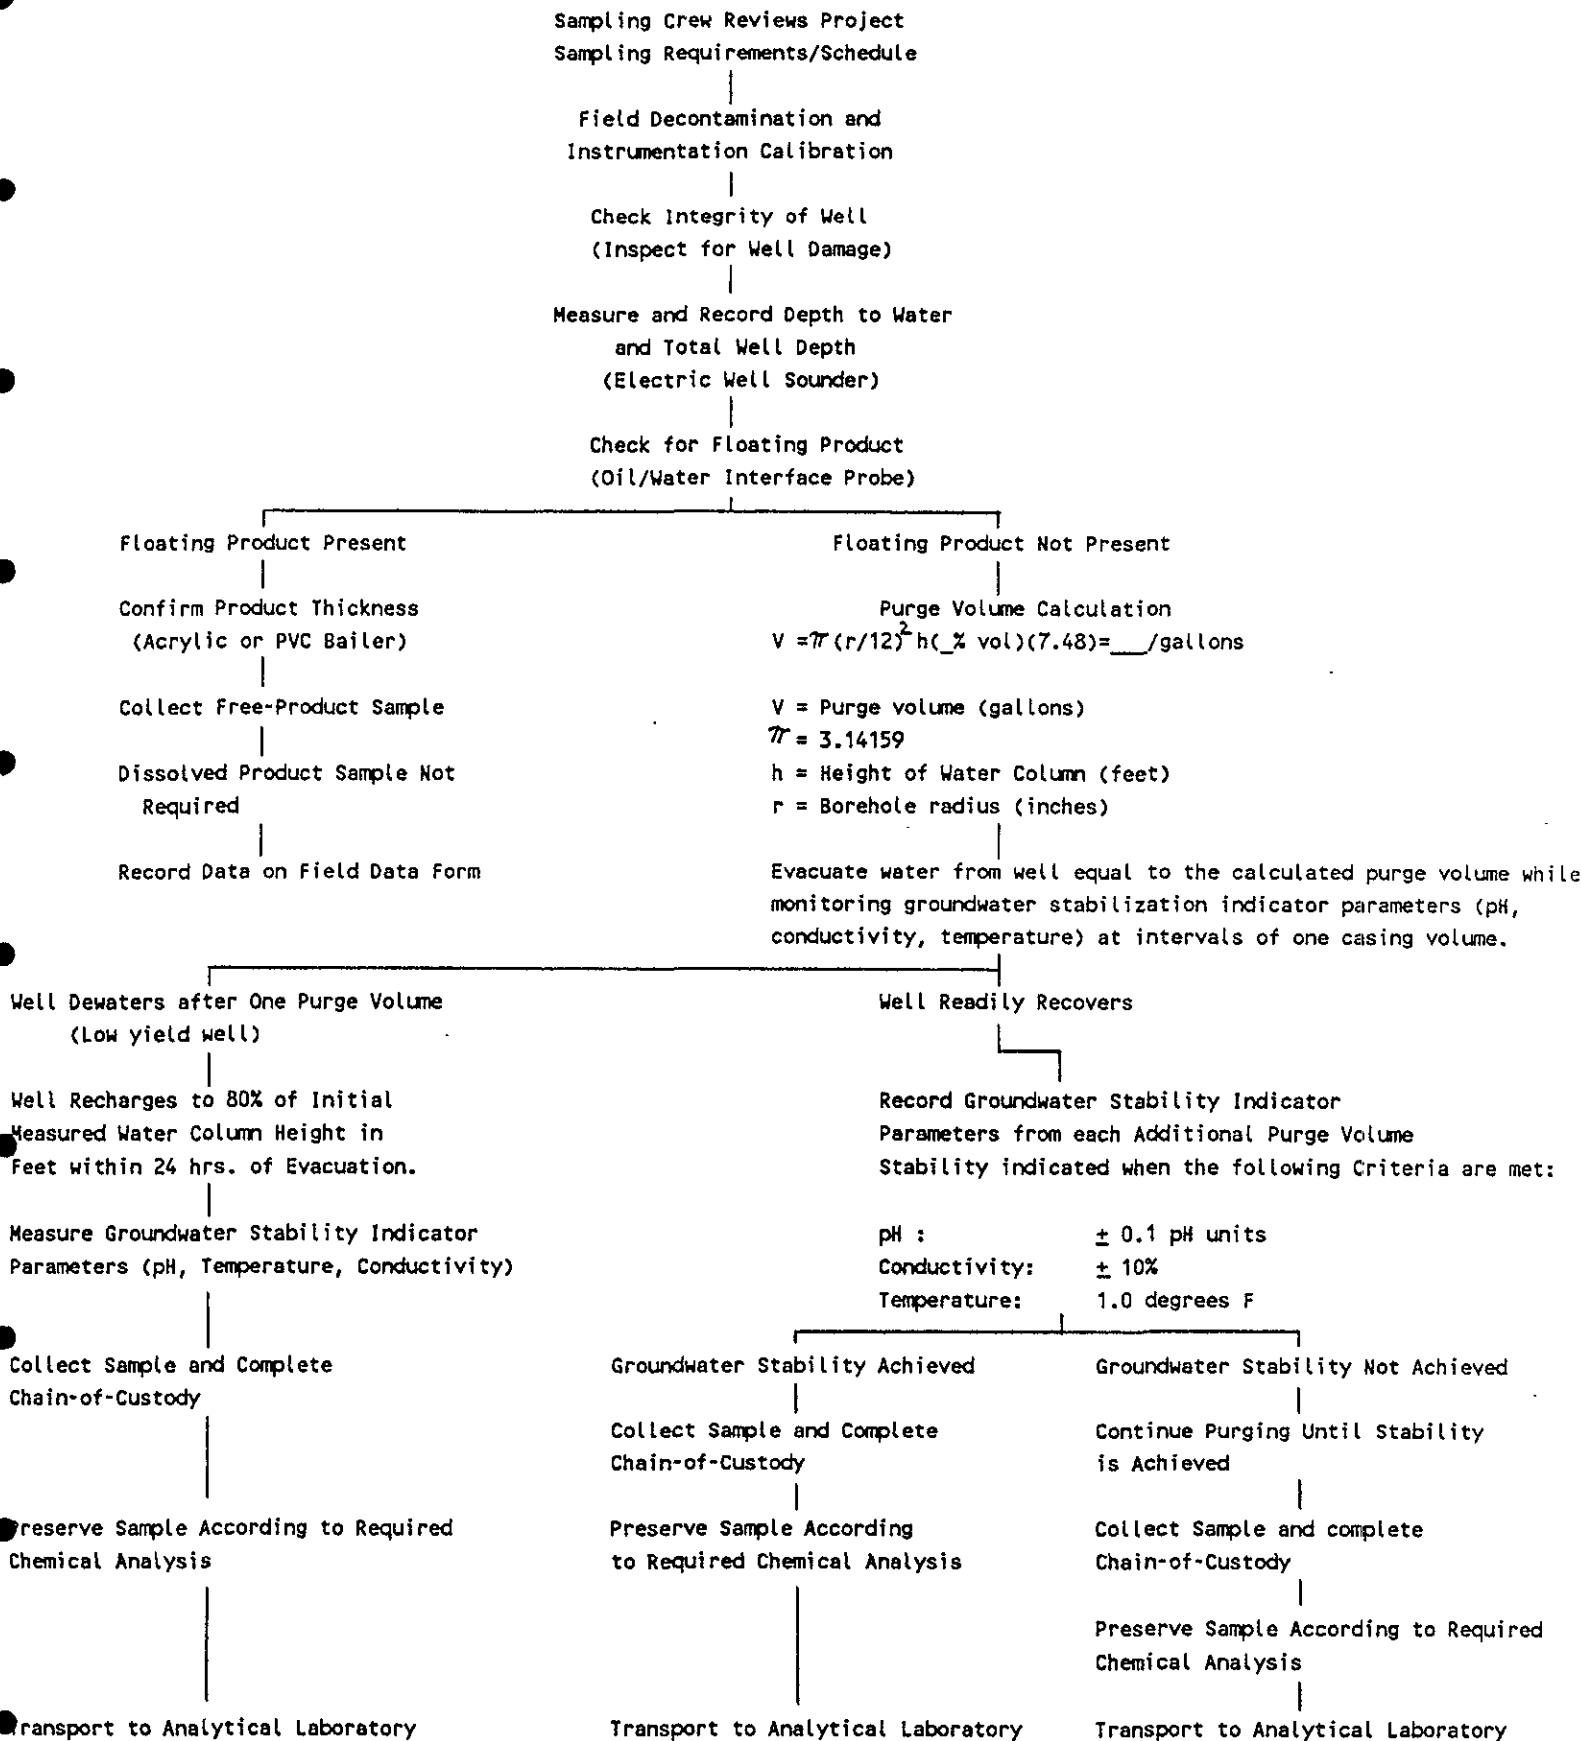 Sampling Crew Reviews Project
Sampling Requirements/Schedule
Field Decontamination and
Instrumentation Calibration
Check Integrity of Well
(Inspect for Well Damage)
Measure and Record Depth to Water
and Total Well Depth
(Electric Well Sounder)
Check for Floating Product
(Oil/Water Interface Probe)
Floating Product Present
Confirm Product Thickness
(Acrylic or PVC Bailer)
Collect Free-Product Sample
Dissolved Product Sample Not
Required
Record Data on Field Data Form
Floating Product Not Present
Purge Volume Calculation
V =π(r/12)² h(_% vol)(7.48)=___/gallons
V = Purge volume (gallons)
π = 3.14159
h = Height of Water Column (feet)
r = Borehole radius (inches)
Evacuate water from well equal to the calculated purge volume while
monitoring groundwater stabilization indicator parameters (pH,
conductivity, temperature) at intervals of one casing volume.
Well Dewaters after One Purge Volume
(Low yield well)
Well Recharges to 80% of Initial
Measured Water Column Height in
Feet within 24 hrs. of Evacuation.
Measure Groundwater Stability Indicator
Parameters (pH, Temperature, Conductivity)
Collect Sample and Complete
Chain-of-Custody
Preserve Sample According to Required
Chemical Analysis
Transport to Analytical Laboratory
Well Readily Recovers
Record Groundwater Stability Indicator
Parameters from each Additional Purge Volume
Stability indicated when the following Criteria are met:
pH : ± 0.1 pH units
Conductivity: ± 10%
Temperature: 1.0 degrees F
Groundwater Stability Achieved
Collect Sample and Complete
Chain-of-Custody
Preserve Sample According
to Required Chemical Analysis
Transport to Analytical Laboratory
Groundwater Stability Not Achieved
Continue Purging Until Stability
is Achieved
Collect Sample and complete
Chain-of-Custody
Preserve Sample According to Required
Chemical Analysis
Transport to Analytical Laboratory